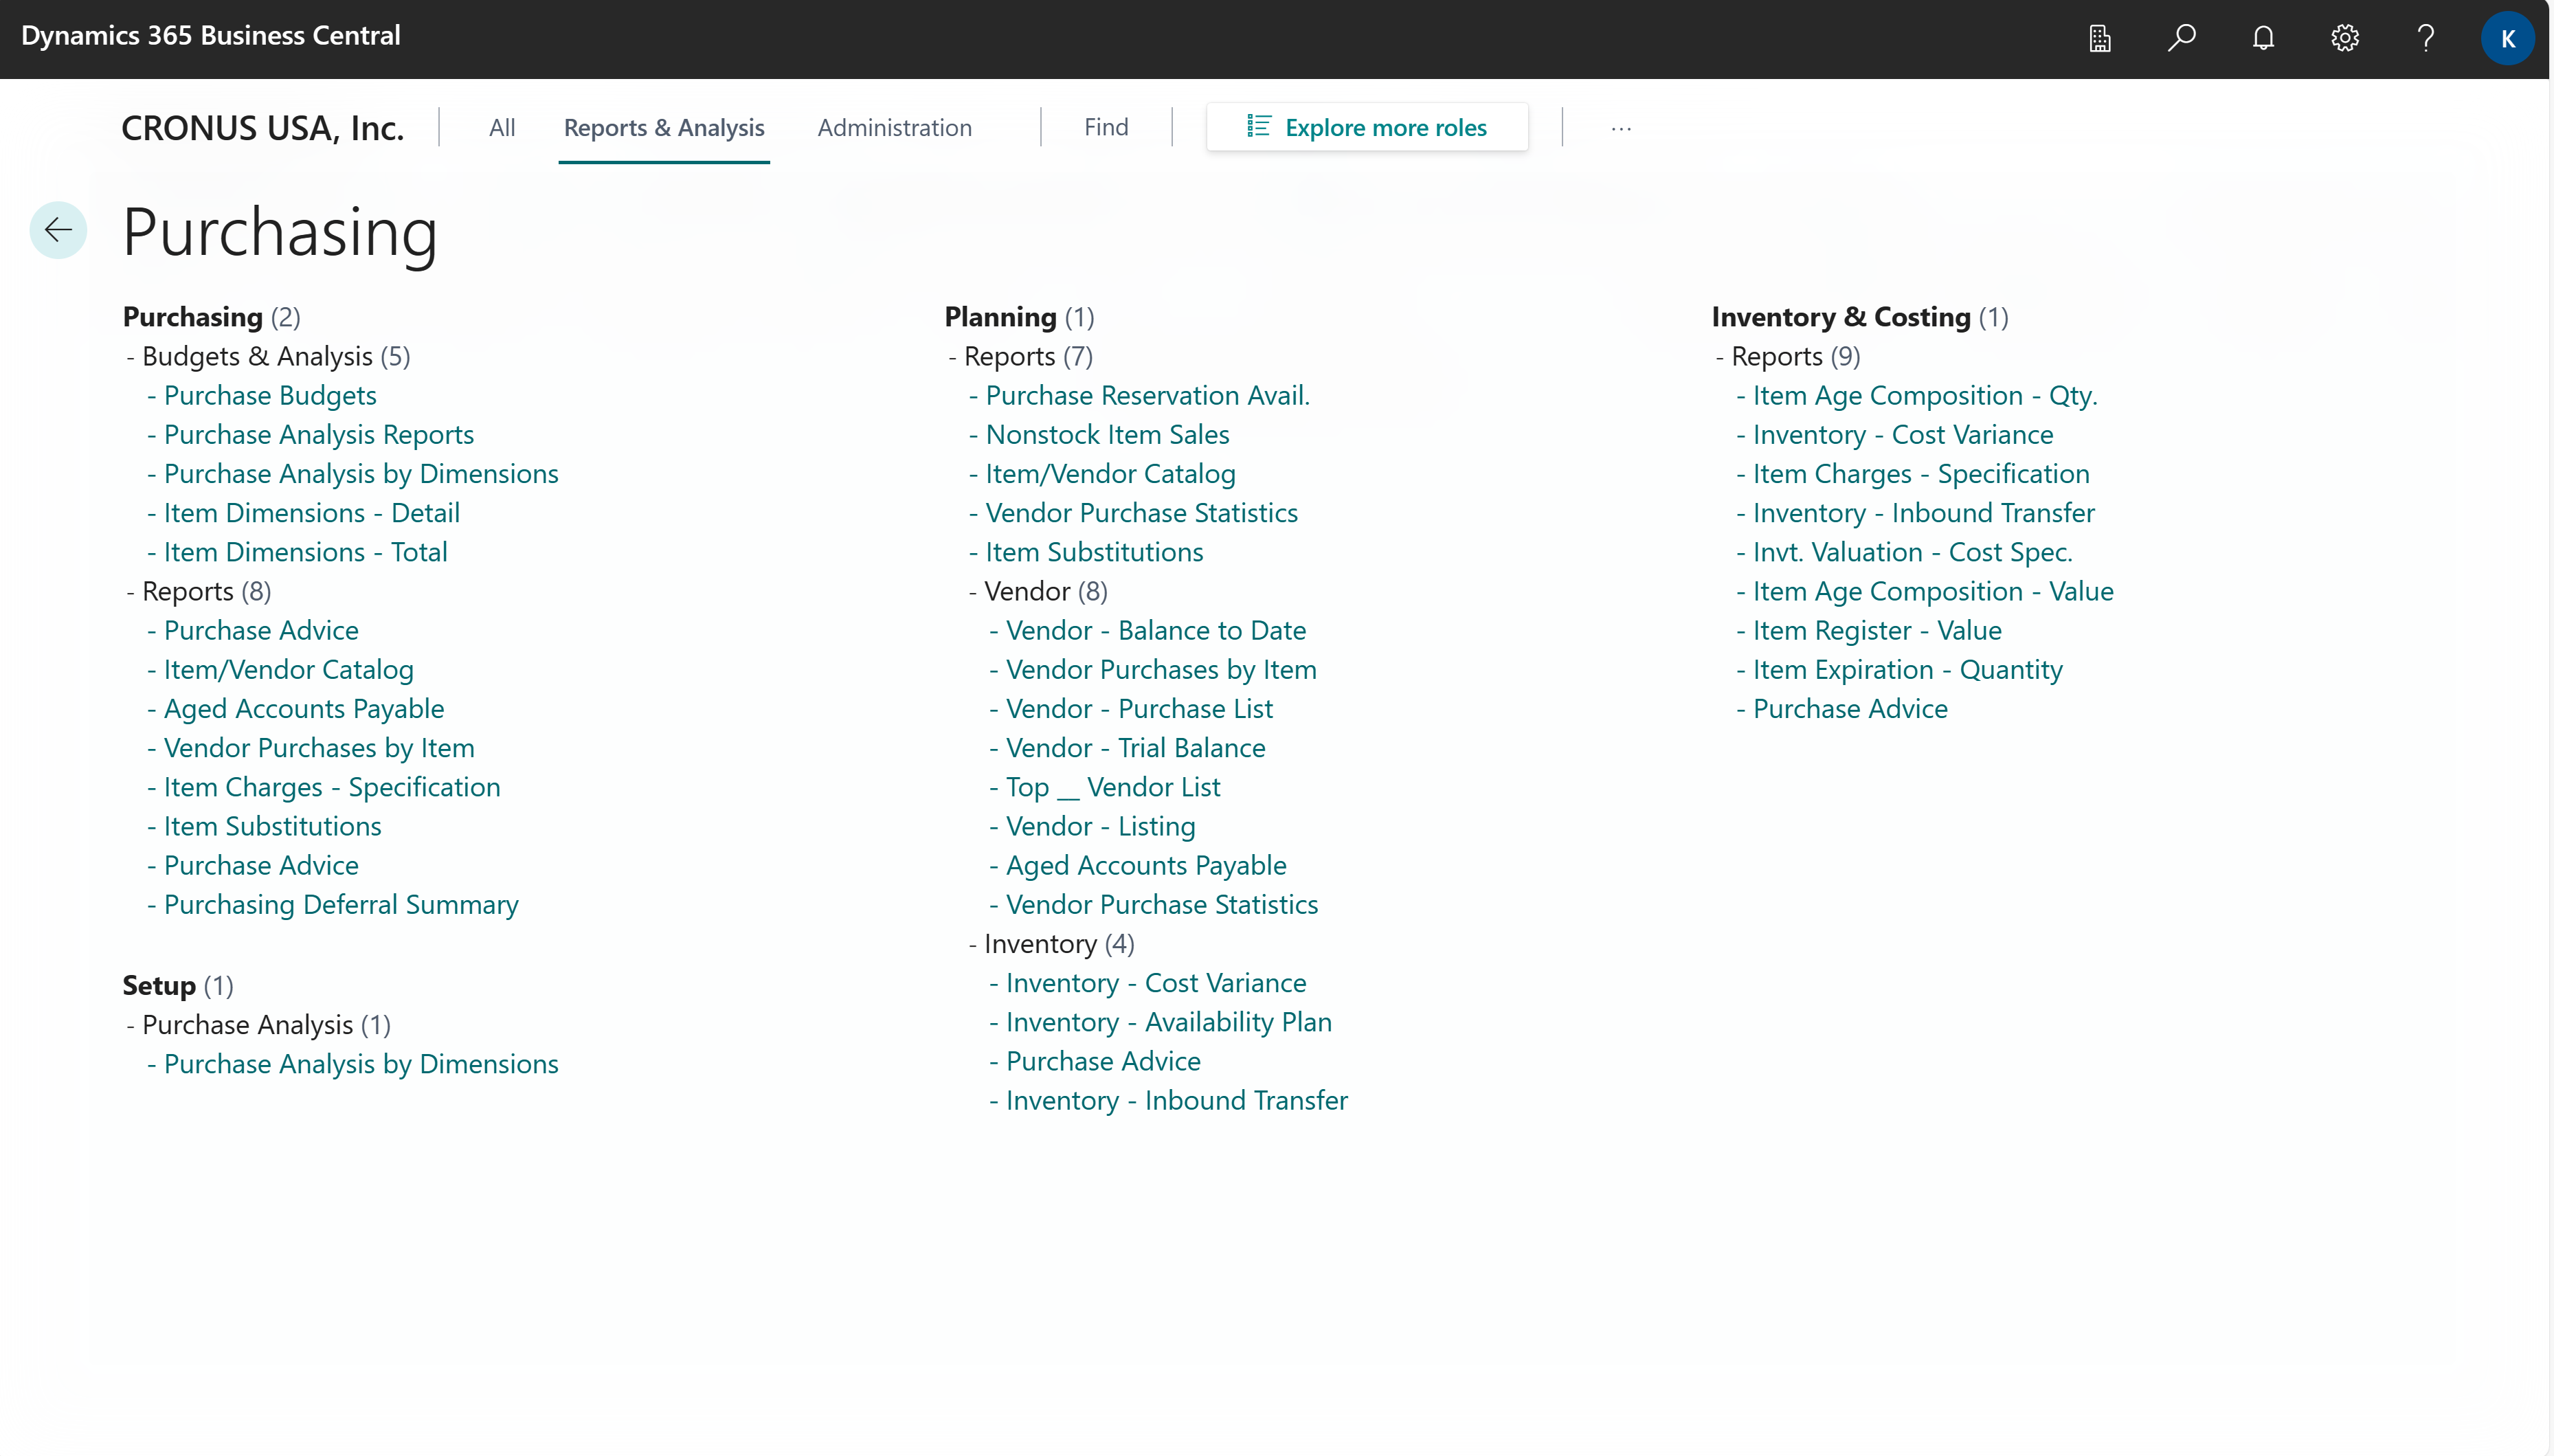 Dynamics 365 Business Central
K
CRONUS USA, Inc.
All
Reports & Analysis
Administration
Find
Explore more roles
...
Purchasing
Purchasing (2)
- Budgets & Analysis (5)
- Purchase Budgets
- Purchase Analysis Reports
- Purchase Analysis by Dimensions
- Item Dimensions - Detail
- Item Dimensions - Total
- Reports (8)
- Purchase Advice
- Item/Vendor Catalog
- Aged Accounts Payable
- Vendor Purchases by Item
- Item Charges - Specification
- Item Substitutions
- Purchase Advice
- Purchasing Deferral Summary
Setup (1)
- Purchase Analysis (1)
- Purchase Analysis by Dimensions
Planning (1)
- Reports (7)
- Purchase Reservation Avail.
- Nonstock Item Sales
- Item/Vendor Catalog
- Vendor Purchase Statistics
- Item Substitutions
- Vendor (8)
- Vendor - Balance to Date
- Vendor Purchases by Item
- Vendor - Purchase List
- Vendor - Trial Balance
- Top __ Vendor List
- Vendor - Listing
- Aged Accounts Payable
- Vendor Purchase Statistics
- Inventory (4)
- Inventory - Cost Variance
- Inventory - Availability Plan
- Purchase Advice
- Inventory - Inbound Transfer
Inventory & Costing (1)
- Reports (9)
- Item Age Composition - Qty.
- Inventory - Cost Variance
- Item Charges - Specification
- Inventory - Inbound Transfer
- Invt. Valuation - Cost Spec.
- Item Age Composition - Value
- Item Register - Value
- Item Expiration - Quantity
- Purchase Advice